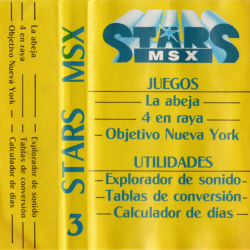 La abeja
4 en raya
Objetivo Nueva York
Explorador de sonido
Tablas de conversión
Calculador de días
3 STARS MSX
STARS
MSX
JUEGOS
- La abeja -
- 4 en raya -
- Objetivo Nueva York -
UTILIDADES
- Explorador de sonido -
- Tablas de conversión -
- Calculador de días -